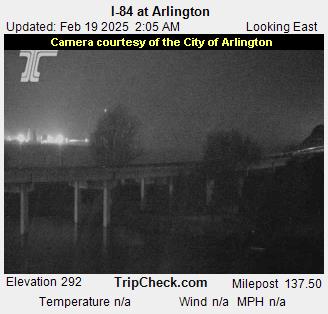 I-84 at Arlington
Updated: Feb 19 2025 2:05 AM Looking East
Camera courtesy of the City of Arlington
Elevation 292 TripCheck.com Milepost 137.50
Temperature n/a Wind n/a MPH n/a